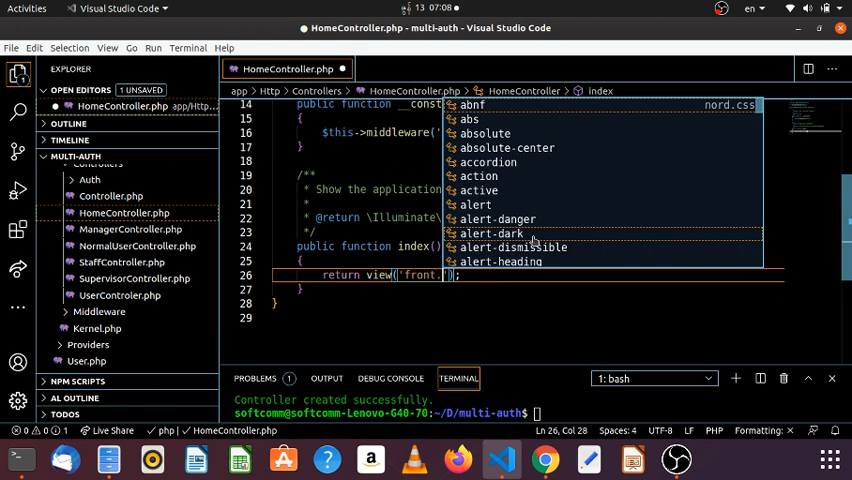 Activities Visual Studio Code 13 07:08 en
HomeController.php - multi-auth - Visual Studio Code
File Edit Selection View Go Run Terminal Help
EXPLORER
OPEN EDITORS 1 UNSAVED
HomeController.php app/Http...
OUTLINE
TIMELINE
MULTI-AUTH
Controllers
Auth
Controller.php
HomeController.php
ManagerController.php
NormalUserController.php
StaffController.php
SupervisorController.php
UserControler.php
Middleware
Kernel.php
Providers
User.php
NPM SCRIPTS
AL OUTLINE
TODOS
HomeController.php
app > Http > Controllers > HomeController.php > HomeController > index
14 public function __const
15 {
16 $this->middleware('
17 }
18
19 /**
20 * Show the application
21 *
22 * @return \Illuminate\
23 */
24 public function index()
25 {
26 return view('front.');
27 }
28 }
29
abnf nord.css
abs
absolute
absolute-center
accordion
action
active
alert
alert-danger
alert-dark
alert-dismissible
alert-heading
PROBLEMS 1 OUTPUT DEBUG CONSOLE TERMINAL 1: bash
Controller created successfully.
softcomm@softcomm-Lenovo-G40-70:~/D/multi-auth$
0 0 1 Live Share php | HomeController.php Ln 26, Col 28 Spaces: 4 UTF-8 LF PHP Formatting: X